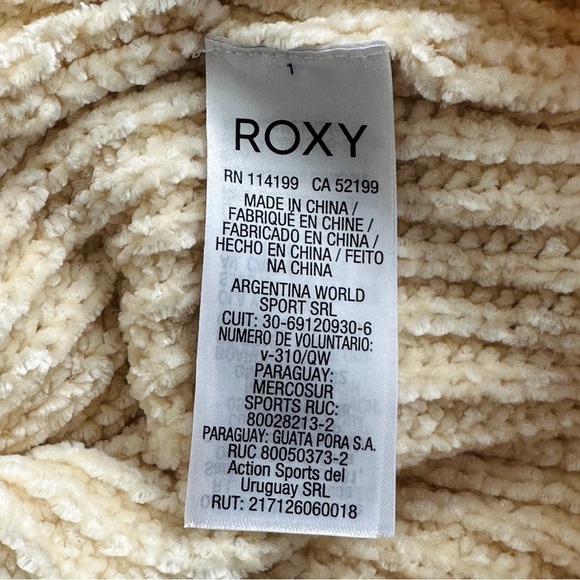 1
ROXY
RN 114199 CA 52199
MADE IN CHINA /
FABRIQUÉ EN CHINE /
FABRICADO EN CHINA /
HECHO EN CHINA / FEITO
NA CHINA
ARGENTINA WORLD
SPORT SRL
CUIT: 30-69120930-6
NUMERO DE VOLUNTARIO:
v-310/QW
PARAGUAY:
MERCOSUR
SPORTS RUC:
80028213-2
PARAGUAY: GUATA PORA S.A.
RUC 80050373-2
Action Sports del
Uruguay SRL
RUT: 217126060018